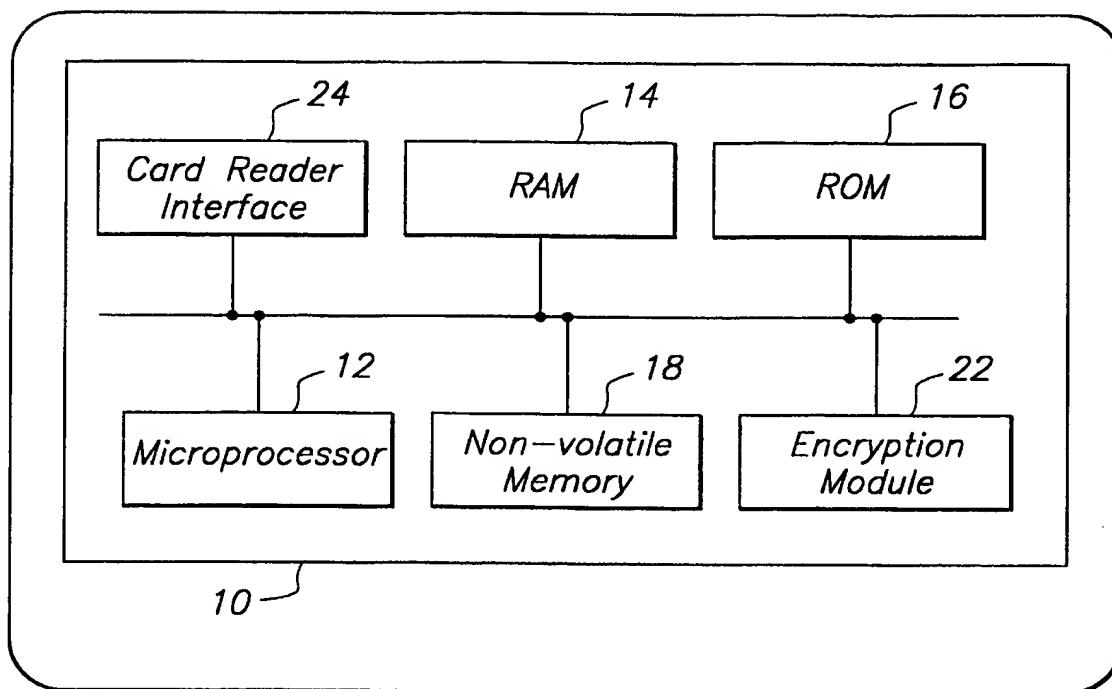 24
14
16
Card Reader
Interface
RAM
ROM
12
18
22
Microprocessor
Non-volatile
Memory
Encryption
Module
10